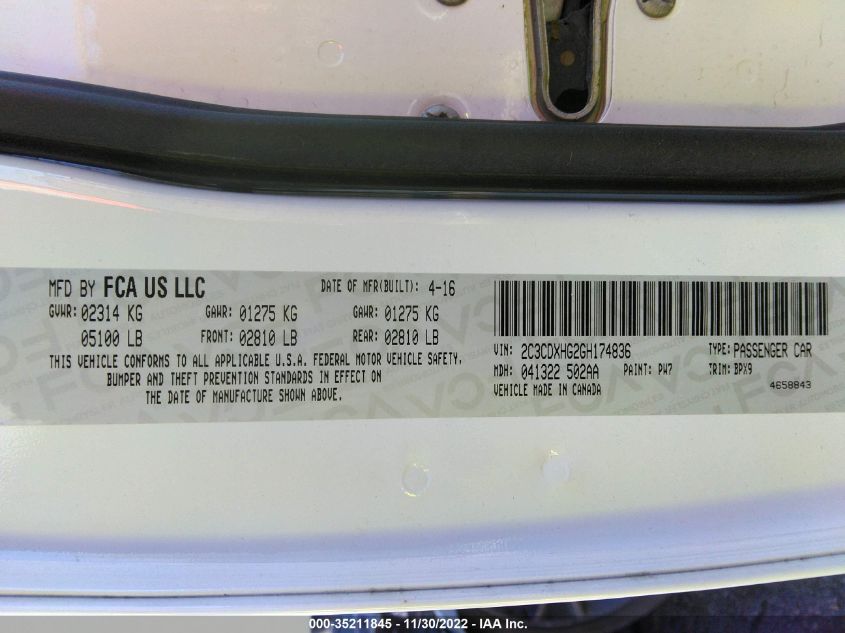 MFD BY FCA US LLC
DATE OF MFR(BUILT): 4-16
GVWR: 02314 KG
GAWR: 01275 KG
GAWR: 01275 KG
05100 LB
FRONT: 02810 LB
REAR: 02810 LB
THIS VEHICLE CONFORMS TO ALL APPLICABLE U.S.A. FEDERAL MOTOR VEHICLE SAFETY,
BUMPER AND THEFT PREVENTION STANDARDS IN EFFECT ON
THE DATE OF MANUFACTURE SHOWN ABOVE.
VIN: 2C3CDXHG2GH174836
TYPE: PASSENGER CAR
MDH: 041322 502AA
PAINT: PW7
TRIM: BPX9
VEHICLE MADE IN CANADA
4658843
000-35211845 - 11/30/2022 - IAA Inc.